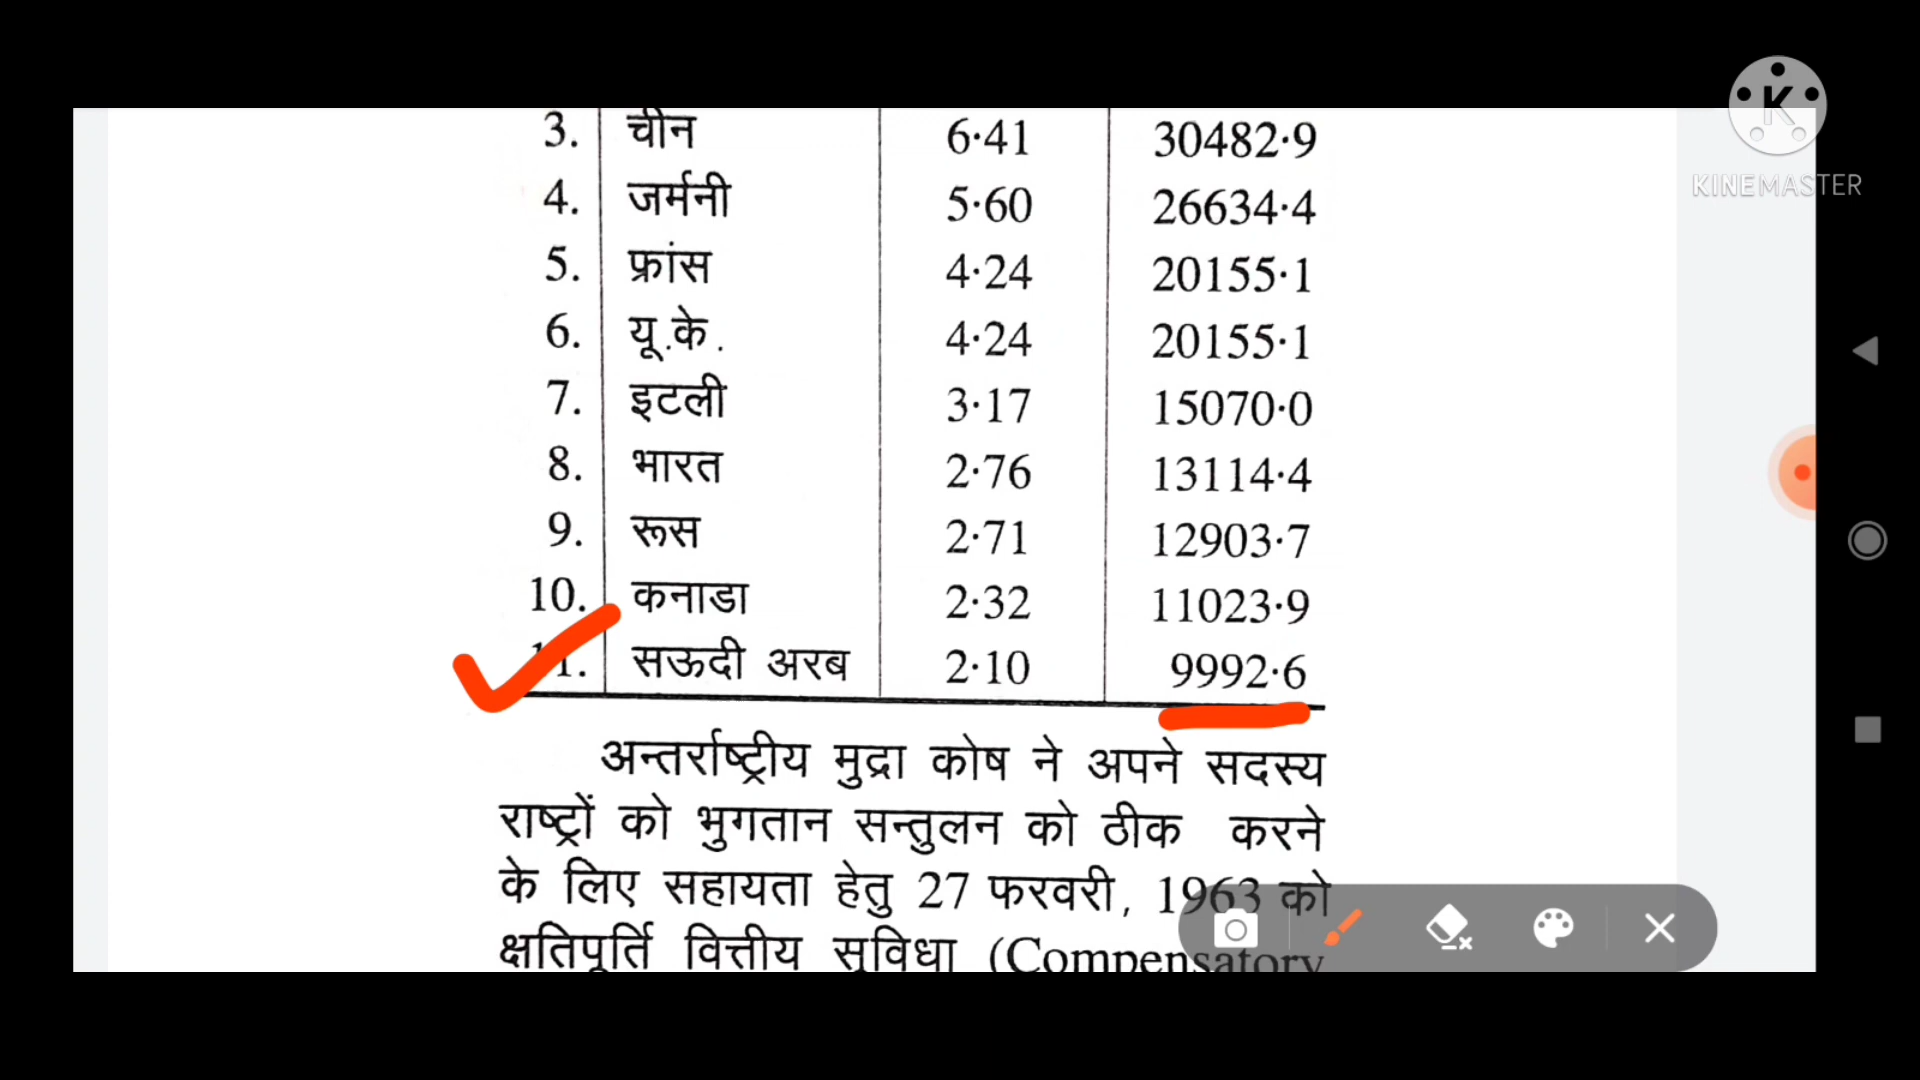 3. चीन 6·41 30482·9
4. जर्मनी 5·60 26634·4
5. फ्रांस 4·24 20155·1
6. यू.के. 4·24 20155·1
7. इटली 3·17 15070·0
8. भारत 2·76 13114·4
9. रूस 2·71 12903·7
10. कनाडा 2·32 11023·9
11. सऊदी अरब 2·10 9992·6
अन्तर्राष्ट्रीय मुद्रा कोष ने अपने सदस्य
राष्ट्रों को भुगतान सन्तुलन को ठीक करने
के लिए सहायता हेतु 27 फरवरी, 1963 को
क्षतिपूर्ति वित्तीय सुविधा (Compensatory
K
KINEMASTER